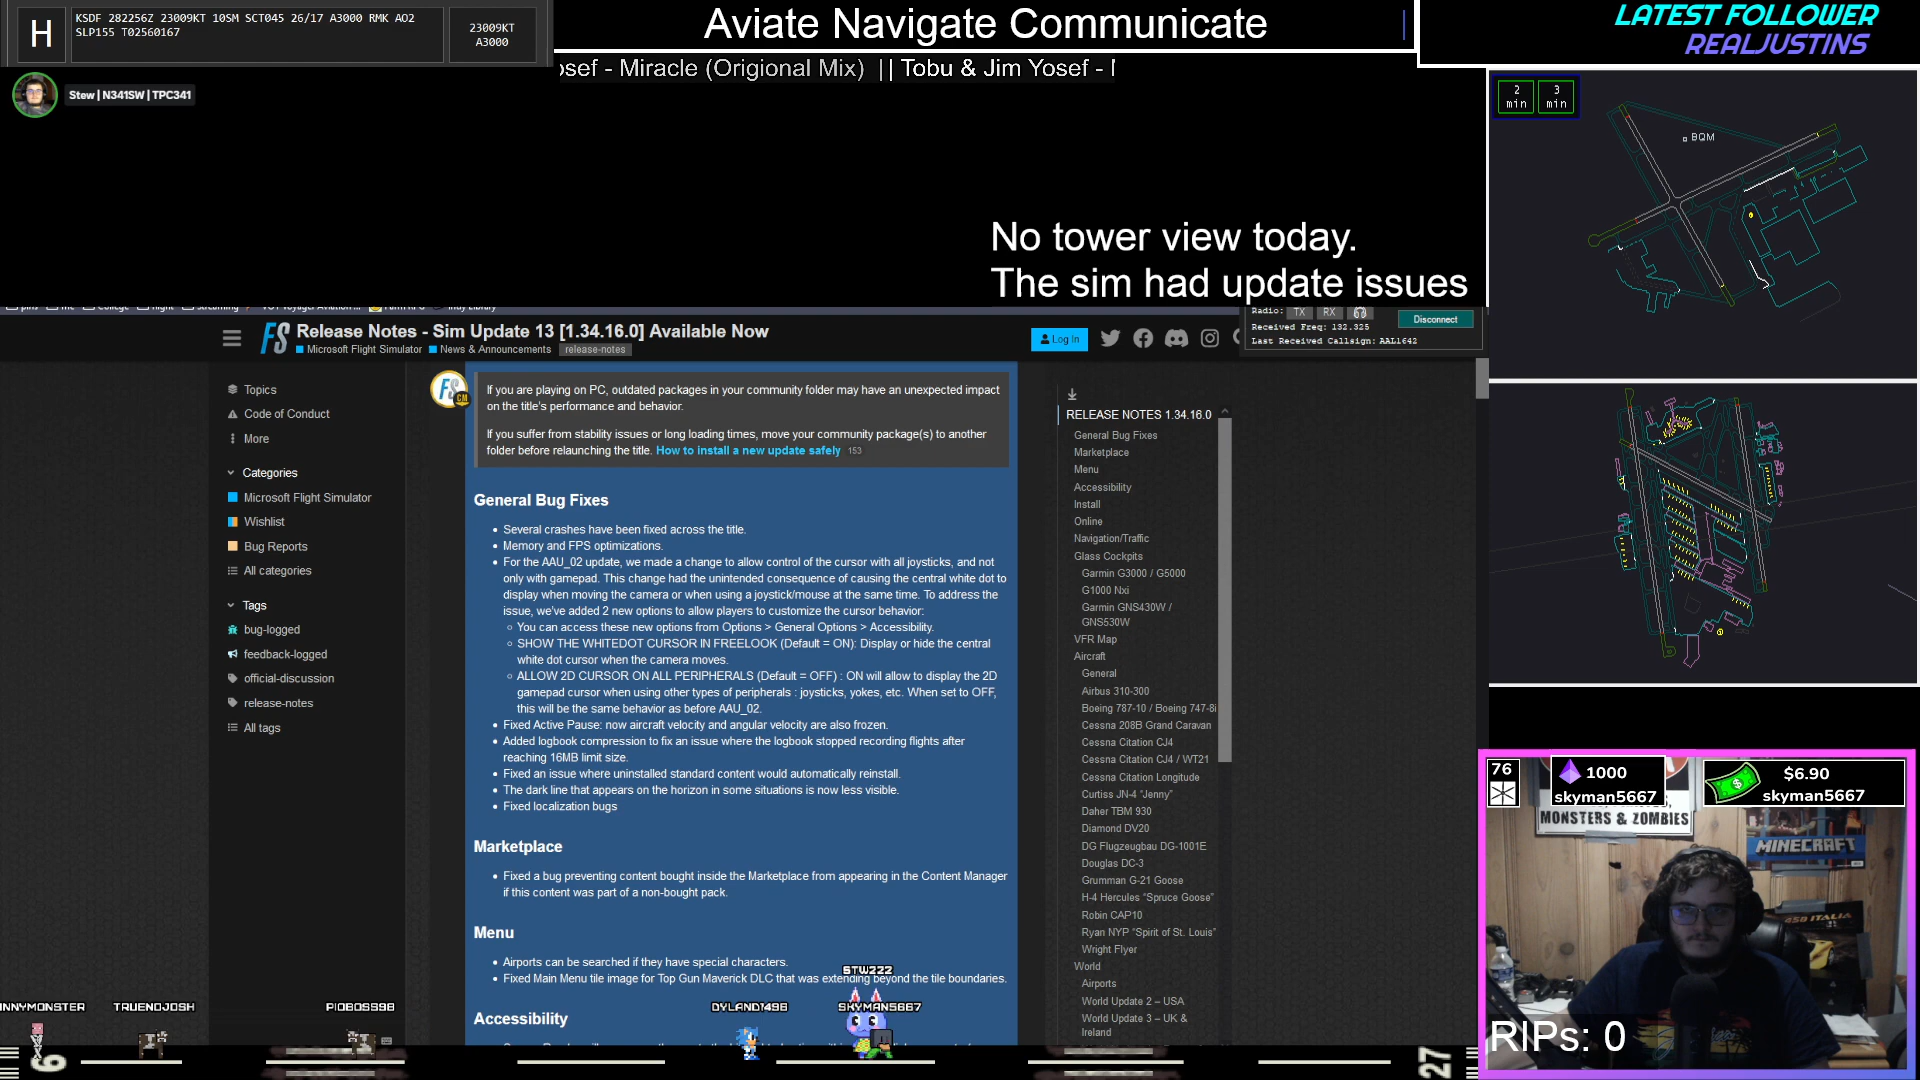 H
KSDF 282256Z 23009KT 10SM SCT045 26/17 A3000 RMK AO2
SLP155 T02560167
23009KT
A3000
Aviate Navigate Communicate
LATEST FOLLOWER
REALJUSTINS
osef - Miracle (Origional Mix) || Tobu & Jim Yosef -
Stew | N341SW | TPC341
2
min
3
min
BQM
No tower view today.
The sim had update issues
Radio: TX RX
Received Freq: 132.325
Last Received Callsign: AAL1642
Disconnect
FS
Release Notes - Sim Update 13 [1.34.16.0] Available Now
Microsoft Flight Simulator News & Announcements release-notes
Log In
Topics
Code of Conduct
More
Categories
Microsoft Flight Simulator
Wishlist
Bug Reports
All categories
Tags
bug-logged
feedback-logged
official-discussion
release-notes
All tags
FS
CM
If you are playing on PC, outdated packages in your community folder may have an unexpected impact
on the title's performance and behavior.
If you suffer from stability issues or long loading times, move your community package(s) to another
folder before relaunching the title. How to install a new update safely 153
General Bug Fixes
• Several crashes have been fixed across the title.
• Memory and FPS optimizations.
• For the AAU_02 update, we made a change to allow control of the cursor with all joysticks, and not
only with gamepad. This change had the unintended consequence of causing the central white dot to
display when moving the camera or when using a joystick/mouse at the same time. To address the
issue, we've added 2 new options to allow players to customize the cursor behavior:
◦ You can access these new options from Options > General Options > Accessibility.
◦ SHOW THE WHITEDOT CURSOR IN FREELOOK (Default = ON): Display or hide the central
white dot cursor when the camera moves.
◦ ALLOW 2D CURSOR ON ALL PERIPHERALS (Default = OFF) : ON will allow to display the 2D
gamepad cursor when using other types of peripherals : joysticks, yokes, etc. When set to OFF,
this will be the same behavior as before AAU_02.
• Fixed Active Pause: now aircraft velocity and angular velocity are also frozen.
• Added logbook compression to fix an issue where the logbook stopped recording flights after
reaching 16MB limit size.
• Fixed an issue where uninstalled standard content would automatically reinstall.
• The dark line that appears on the horizon in some situations is now less visible.
• Fixed localization bugs
Marketplace
• Fixed a bug preventing content bought inside the Marketplace from appearing in the Content Manager
if this content was part of a non-bought pack.
Menu
• Airports can be searched if they have special characters.
• Fixed Main Menu tile image for Top Gun Maverick DLC that was extending beyond the tile boundaries.
Accessibility
RELEASE NOTES 1.34.16.0
General Bug Fixes
Marketplace
Menu
Accessibility
Install
Online
Navigation/Traffic
Glass Cockpits
Garmin G3000 / G5000
G1000 Nxi
Garmin GNS430W /
GNS530W
VFR Map
Aircraft
General
Airbus 310-300
Boeing 787-10 / Boeing 747-8i
Cessna 208B Grand Caravan
Cessna Citation CJ4
Cessna Citation CJ4 / WT21
Cessna Citation Longitude
Curtiss JN-4 "Jenny"
Daher TBM 930
Diamond DV20
DG Flugzeugbau DG-1001E
Douglas DC-3
Grumman G-21 Goose
H-4 Hercules "Spruce Goose"
Robin CAP10
Ryan NYP "Spirit of St. Louis"
Wright Flyer
World
Airports
World Update 2 – USA
World Update 3 – UK &
Ireland
76
1000
skyman5667
$6.90
skyman5667
MONSTERS & ZOMBIES
MINECRAFT
458 ITALIA
RIPs: 0
INNYMONSTER
TRUENDJOSH
PIOBOSS98
DYLAND1498
STW222
SKYMAN5667
9
27